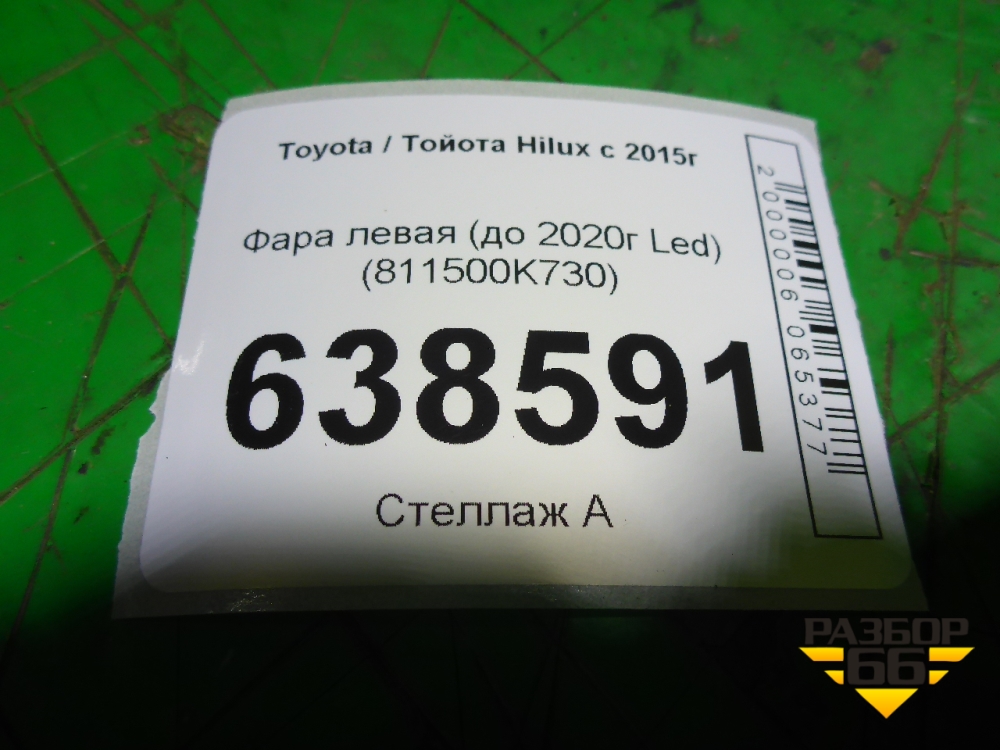 Toyota / Тойота Hilux с 2015г
Фара левая (до 2020г Led)
(811500K730)
638591
Стеллаж А
2000006065377
РАЗБОР
66